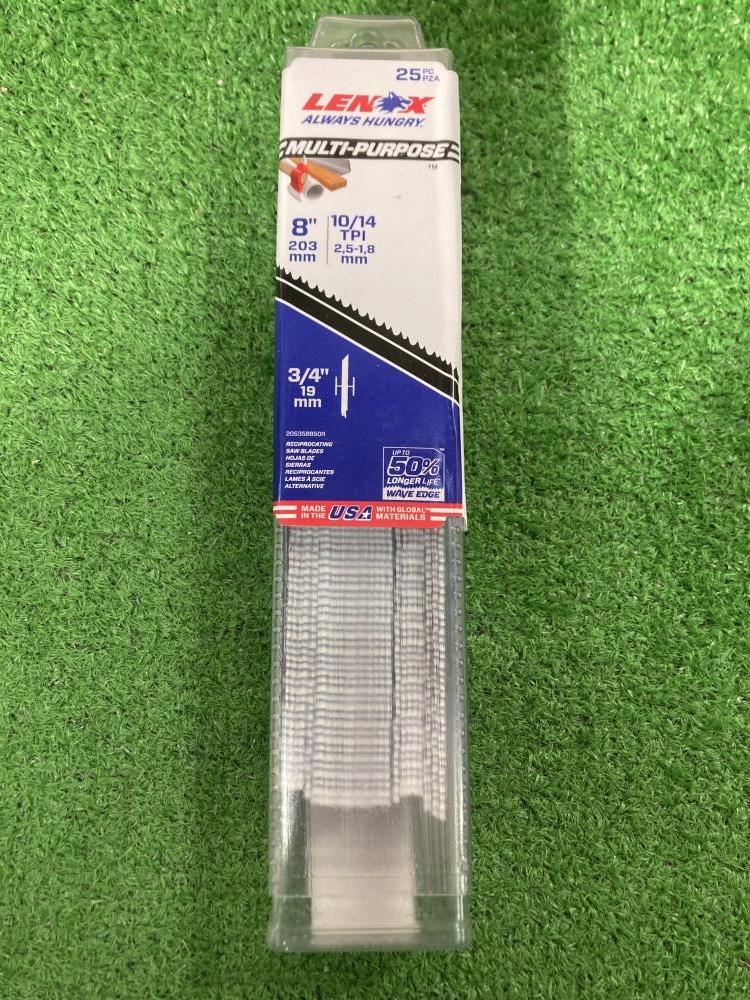 25 PC PZA
LENOX
ALWAYS HUNGRY.
MULTI-PURPOSE
TM
8" 10/14
203 TPI
mm 2,5-1,8
mm
3/4"
19
mm
20535B850R
RECIPROCATING
SAW BLADES
HOJAS DE
SIERRAS
RECIPROCANTES
LAMES À SCIE
ALTERNATIVE
UP TO
50%
LONGER LIFE
WAVE EDGE
MADE IN THE USA WITH GLOBAL MATERIALS